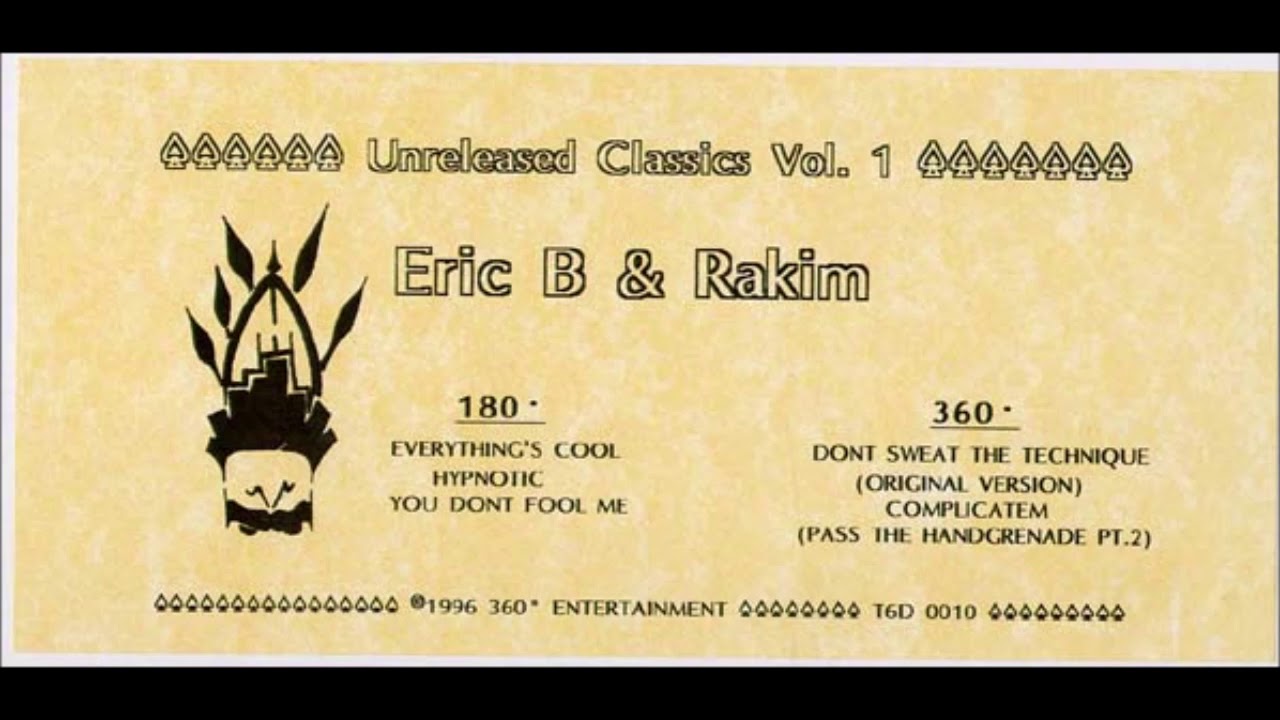 Unreleased Classics Vol. 1
Eric B & Rakim
180°
EVERYTHING'S COOL
HYPNOTIC
YOU DONT FOOL ME
360°
DONT SWEAT THE TECHNIQUE
(ORIGINAL VERSION)
COMPLICATEM
(PASS THE HANDGRENADE PT.2)
℗1996 360° ENTERTAINMENT T6D 0010